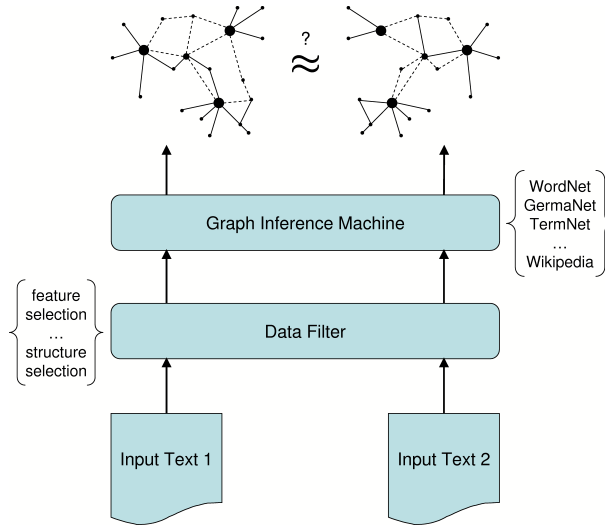 ?
≈
Graph Inference Machine
WordNet
GermaNet
TermNet
...
Wikipedia
feature
selection
...
structure
selection
Data Filter
Input Text 1
Input Text 2